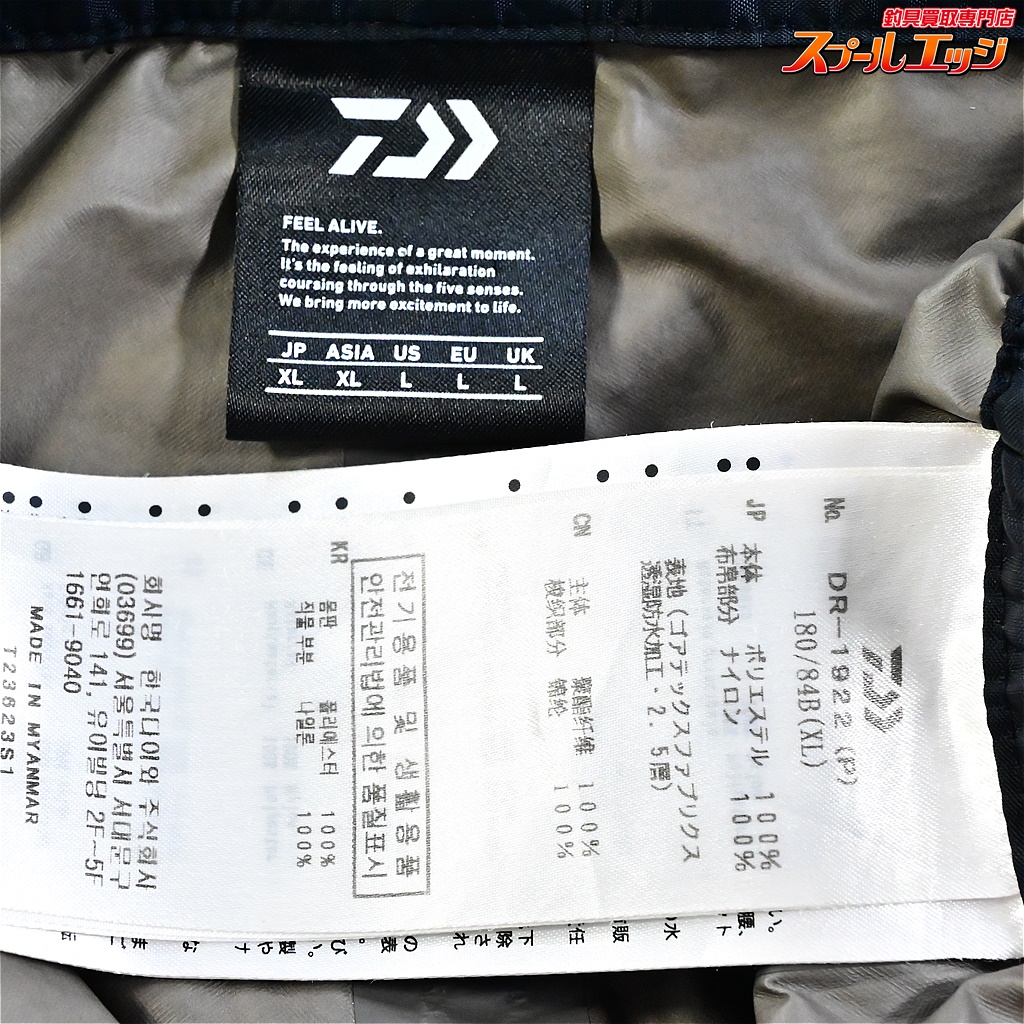 釣具買取専門店
スプールエッジ
FEEL ALIVE.
The experience of a great moment.
It's the feeling of exhilaration
coursing through the five senses.
We bring more excitement to life.
JP ASIA US EU UK
XL XL L L L
No. DR-1922 (P)
180/84B(XL)
JP 本体 ポリエステル 100%
布帛部分 ナイロン 100%
表地(ゴアテックスファブリクス
透湿防水加工・2.5層)
CN 主体 聚酯纤维 100%
梭织部分 锦纶 100%
전기용품 및 생활용품
안전관리법에 의한 품질표시
KR 몸판 폴리에스터 100%
직물 부분 나일론 100%
회사명 한국다이와 주식회사
(03699) 서울특별시 서대문구
연희로 141, 유이빌딩 2F~5F
1661-9040
MADE IN MYANMAR
T23623S1